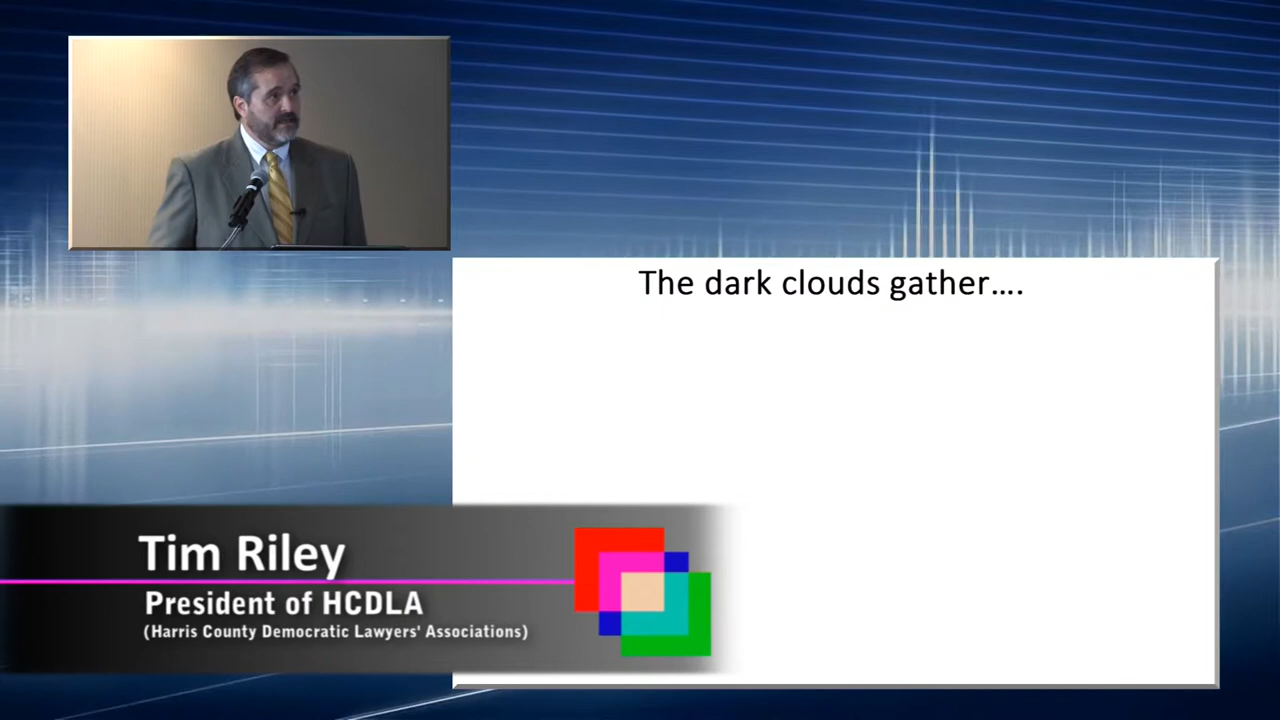 The dark clouds gather....
Tim Riley
President of HCDLA
(Harris County Democratic Lawyers' Associations)